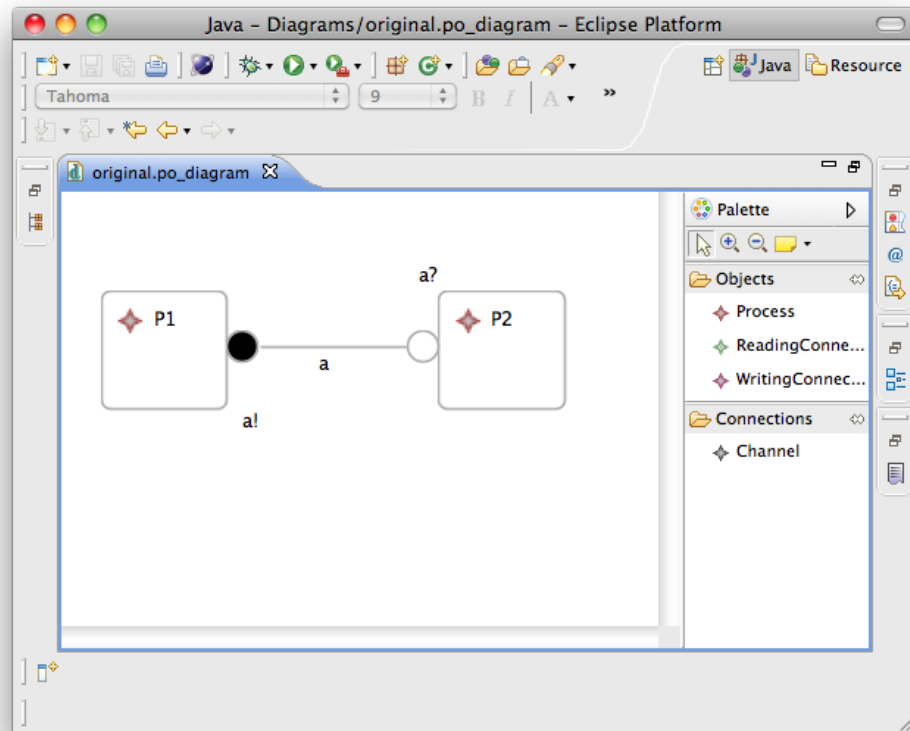 Java – Diagrams/original.po_diagram – Eclipse Platform
Java Resource
Tahoma 9 B I A »
original.po_diagram
Palette
Objects
Process
ReadingConne...
WritingConnec...
Connections
Channel
a?
P1 P2
a
a!